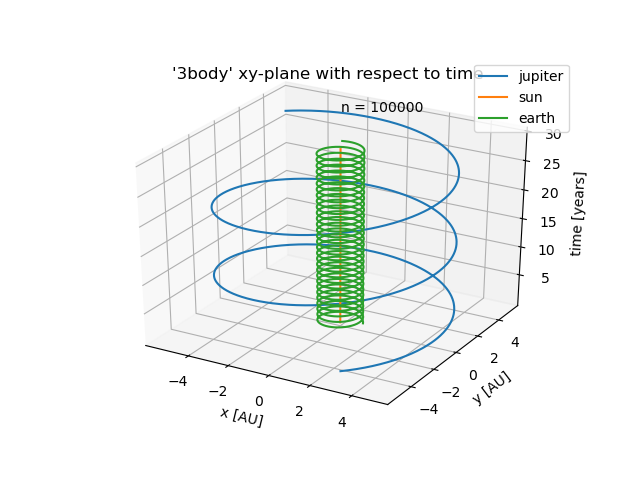 '3body' xy-plane with respect to time
jupiter
sun
earth
n = 100000
30
25
20
15
10
5
time [years]
4
2
0
−2
−4
y [AU]
−4
−2
0
2
4
x [AU]